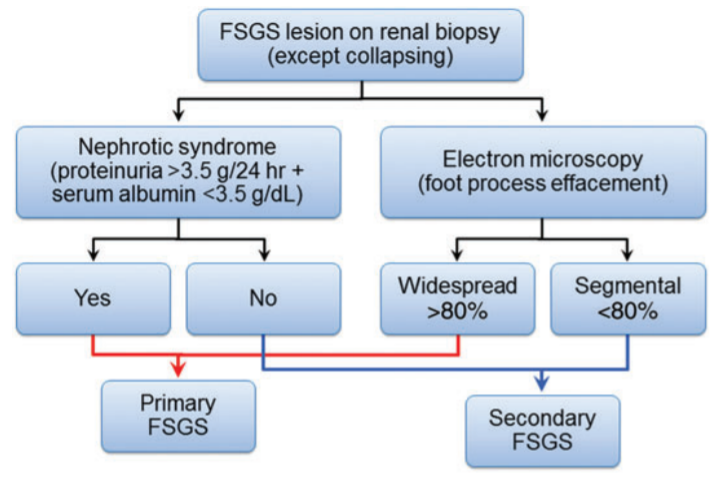 FSGS lesion on renal biopsy
(except collapsing)
Nephrotic syndrome
(proteinuria >3.5 g/24 hr +
serum albumin <3.5 g/dL)
Electron microscopy
(foot process effacement)
Yes
No
Widespread
>80%
Segmental
<80%
Primary
FSGS
Secondary
FSGS